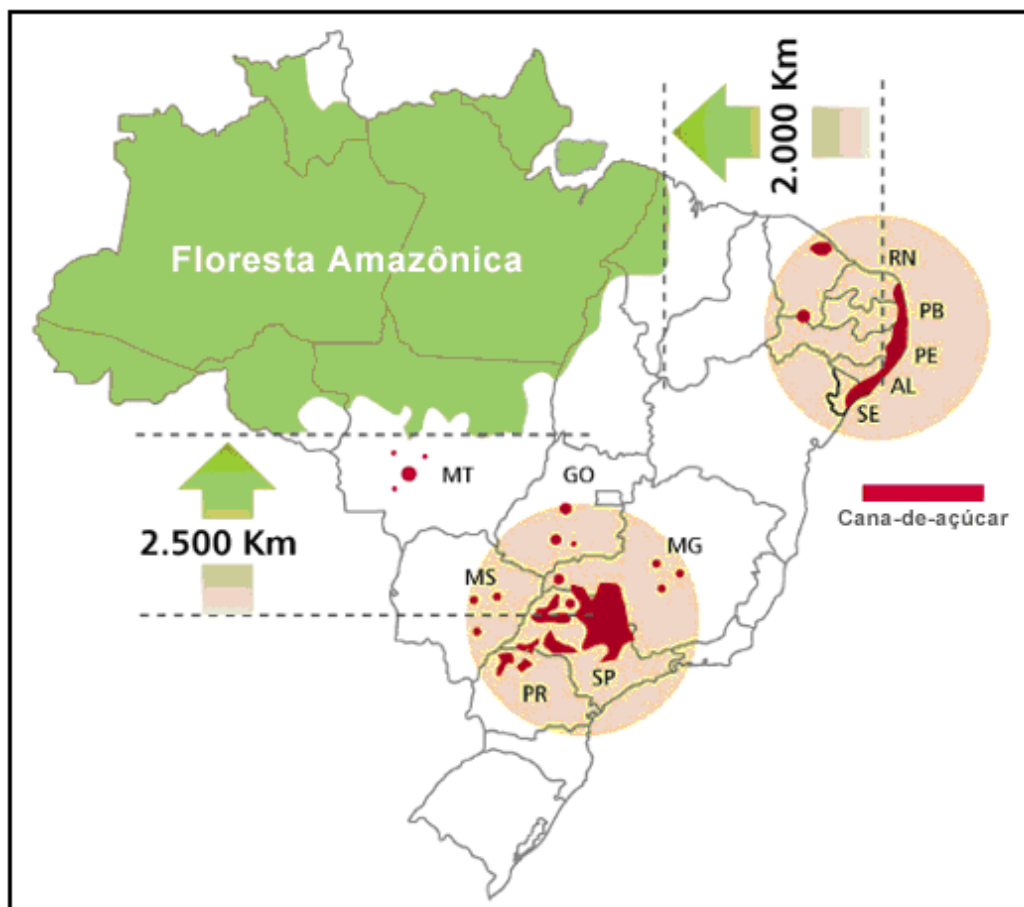 2.000 Km
Floresta Amazônica
RN
PB
PE
AL
SE
MT
GO
Cana-de-açúcar
2.500 Km
MG
MS
SP
PR